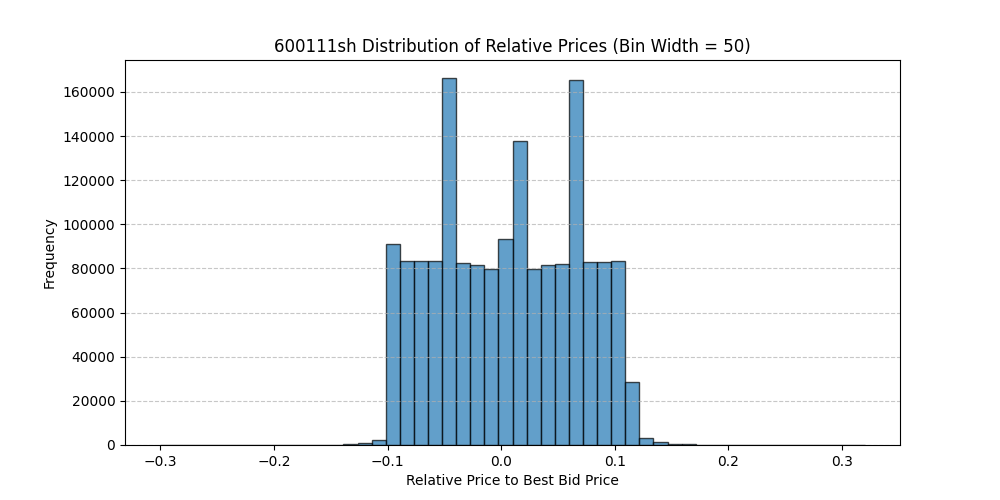 600111sh Distribution of Relative Prices (Bin Width = 50)
160000
140000
120000
100000
80000
60000
40000
20000
0
Frequency
−0.3 −0.2 −0.1 0.0 0.1 0.2 0.3
Relative Price to Best Bid Price